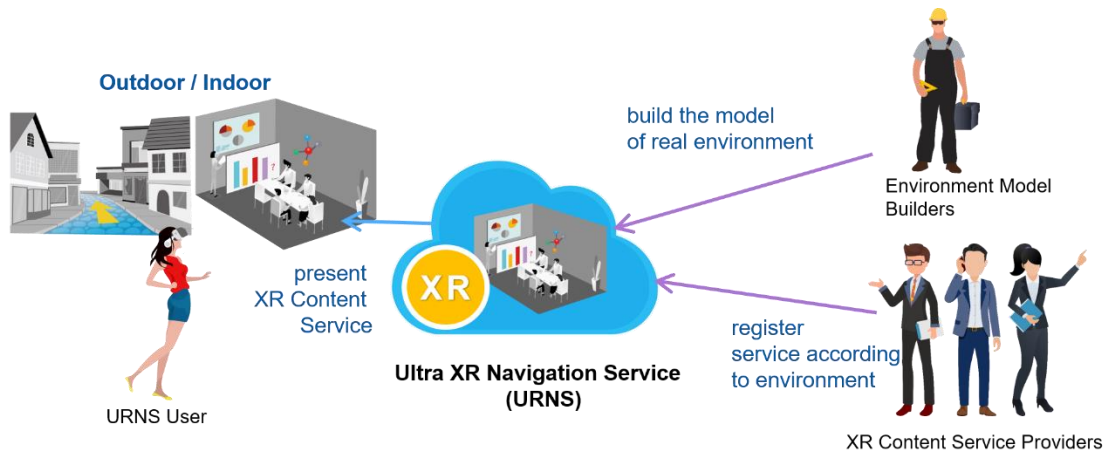 Outdoor / Indoor
build the model
of real environment
Environment Model
Builders
present
XR Content
Service
XR
?
?
register
service according
to environment
Ultra XR Navigation Service
(URNS)
URNS User
XR Content Service Providers